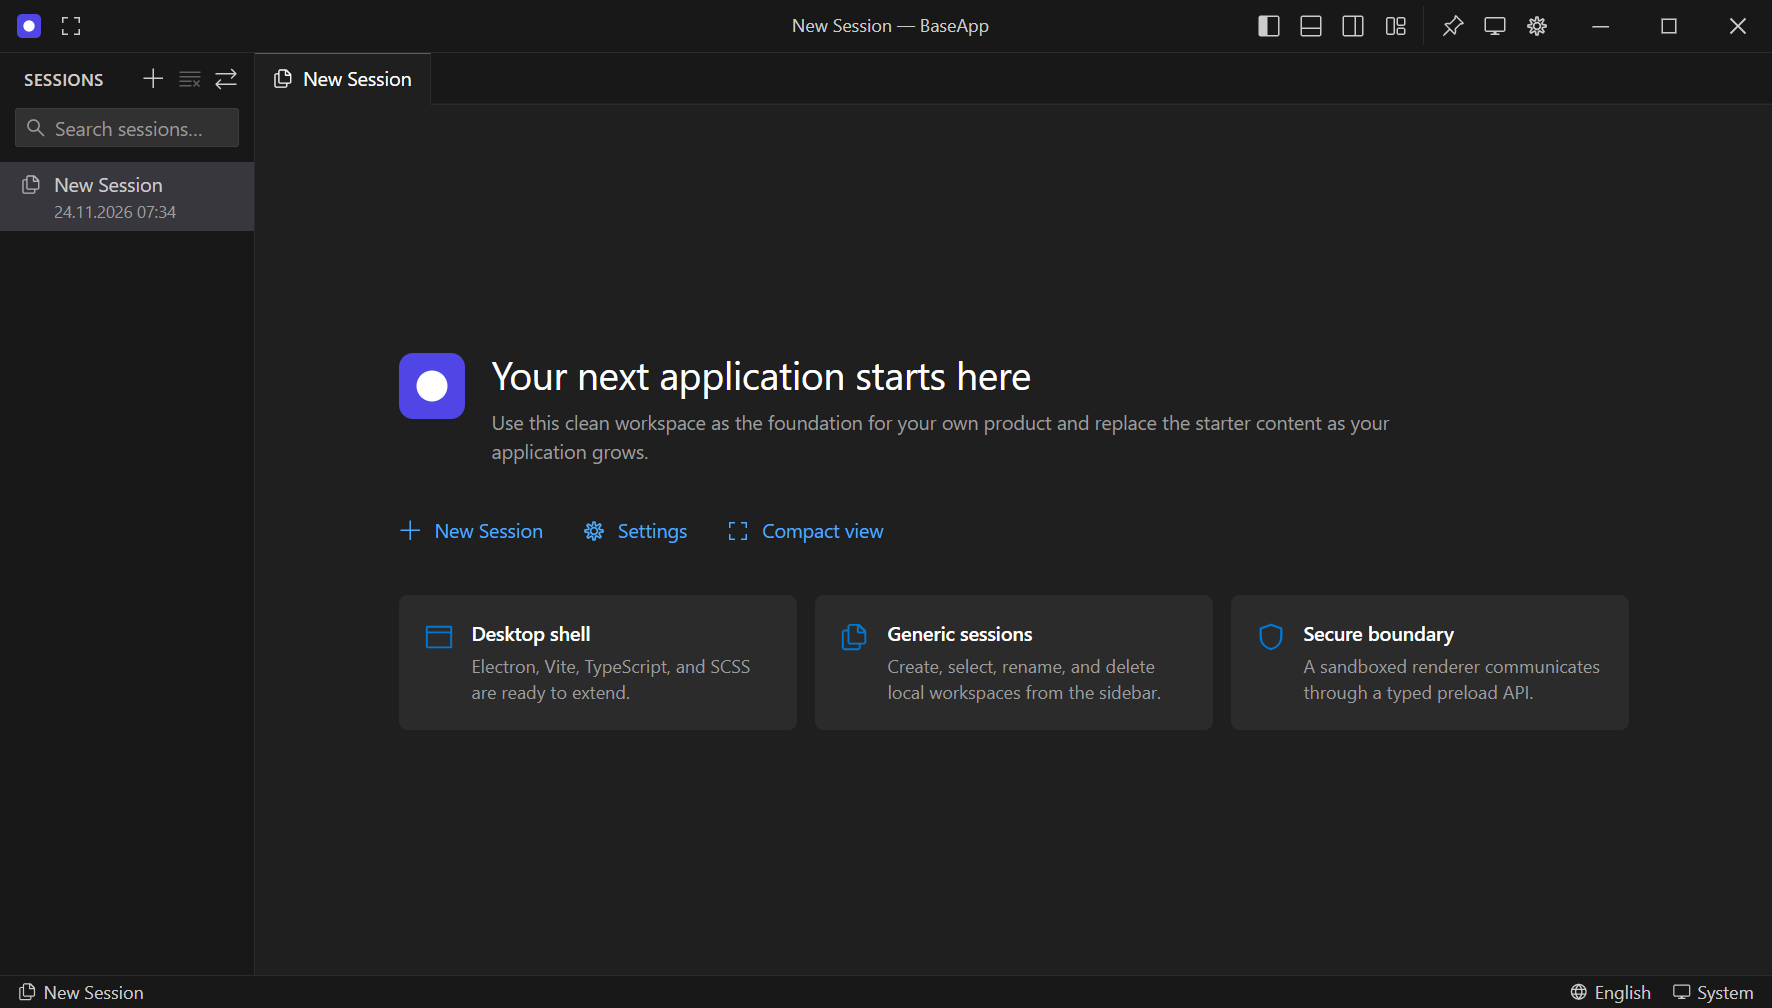 New Session — BaseApp
SESSIONS
Search sessions...
New Session
24.11.2026 07:34
New Session
Your next application starts here
Use this clean workspace as the foundation for your own product and replace the starter content as your
application grows.
New Session
Settings
Compact view
Desktop shell
Electron, Vite, TypeScript, and SCSS
are ready to extend.
Generic sessions
Create, select, rename, and delete
local workspaces from the sidebar.
Secure boundary
A sandboxed renderer communicates
through a typed preload API.
New Session
English
System